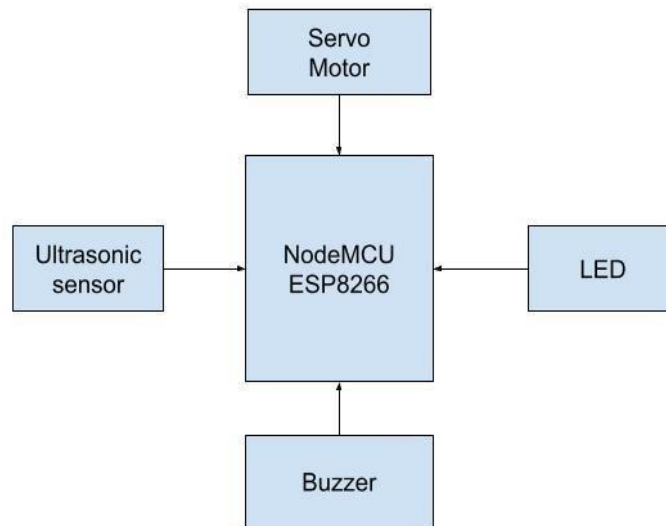 Servo
Motor
Ultrasonic
sensor
NodeMCU
ESP8266
LED
Buzzer